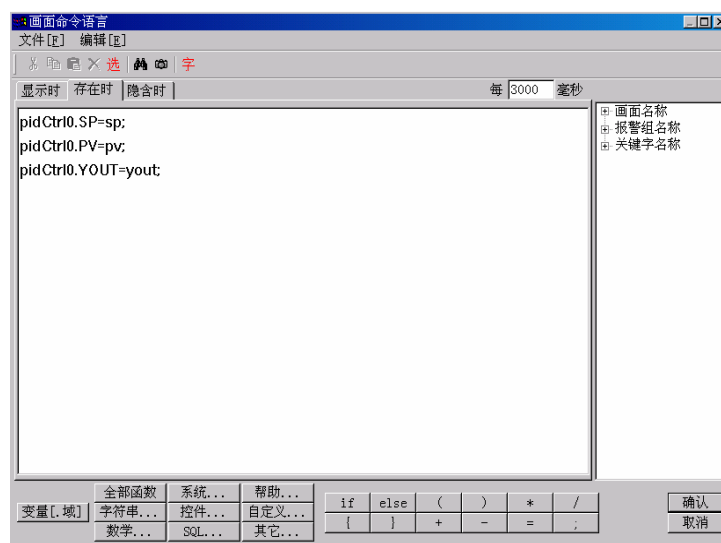 画面命令语言
文件[F] 编辑[E]
选 字
显示时 存在时 隐含时 每 3000 毫秒
pidCtrl0.SP=sp;
pidCtrl0.PV=pv;
pidCtrl0.YOUT=yout;
画面名称
报警组名称
关键字名称
全部函数 系统... 帮助...
变量[.域] 字符串... 控件... 自定义...
数学... SQL... 其它...
if else ( ) * /
{ } + - = ;
确认
取消